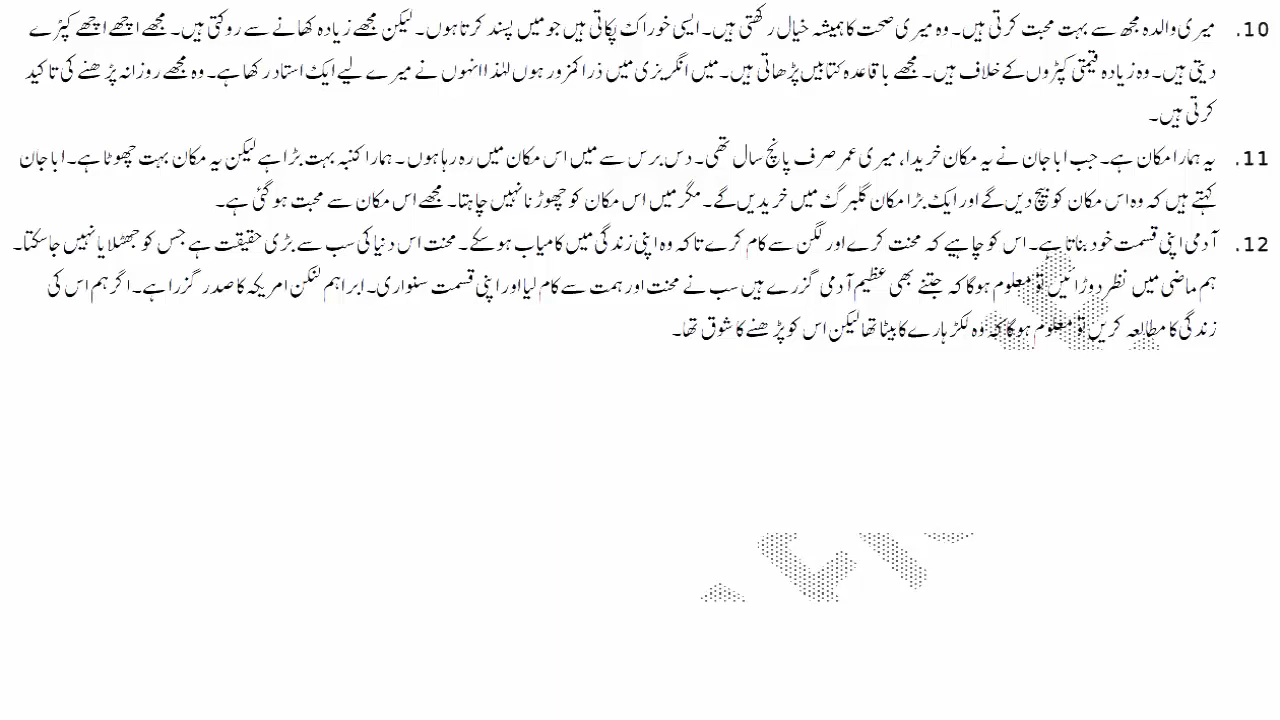 10. میری والدہ مجھ سے بہت محبت کرتی ہیں۔ وہ میری صحت کا ہمیشہ خیال رکھتی ہیں۔ ایسی خوراک پکاتی ہیں جو میں پسند کرتا ہوں۔ لیکن مجھے زیادہ کھانے سے روکتی ہیں۔ مجھے اچھے اچھے کپڑے
دیتی ہیں۔ وہ زیادہ قیمتی کپڑوں کے خلاف ہیں۔ مجھے باقاعدہ کتابیں پڑھاتی ہیں۔ میں انگریزی میں ذرا کمزور ہوں لہٰذا انہوں نے میرے لیے ایک استاد رکھا ہے۔ وہ مجھے روزانہ پڑھنے کی تاکید
کرتی ہیں۔
11. یہ ہمارا مکان ہے۔ جب ابا جان نے یہ مکان خریدا، میری عمر صرف پانچ سال تھی۔ دس برس سے میں اس مکان میں رہ رہا ہوں۔ ہمارا کنبہ بہت بڑا ہے لیکن یہ مکان بہت چھوٹا ہے۔ ابا جان
کہتے ہیں کہ وہ اس مکان کو بیچ دیں گے اور ایک بڑا مکان گلبرگ میں خریدیں گے۔ مگر میں اس مکان کو چھوڑنا نہیں چاہتا۔ مجھے اس مکان سے محبت ہو گئی ہے۔
12. آدمی اپنی قسمت خود بناتا ہے۔ اس کو چاہیے کہ محنت کرے اور لگن سے کام کرے تاکہ وہ اپنی زندگی میں کامیاب ہو سکے۔ محنت اس دنیا کی سب سے بڑی حقیقت ہے جس کو جھٹلایا نہیں جا سکتا۔
ہم ماضی میں نظر دوڑائیں تو معلوم ہو گا کہ جتنے بھی عظیم آدمی گزرے ہیں سب نے محنت اور ہمت سے کام لیا اور اپنی قسمت سنواری۔ ابراہم لنکن امریکہ کا صدر گزرا ہے۔ اگر ہم اس کی
زندگی کا مطالعہ کریں تو معلوم ہو گا کہ وہ لکڑہارے کا بیٹا تھا لیکن اس کو پڑھنے کا شوق تھا۔